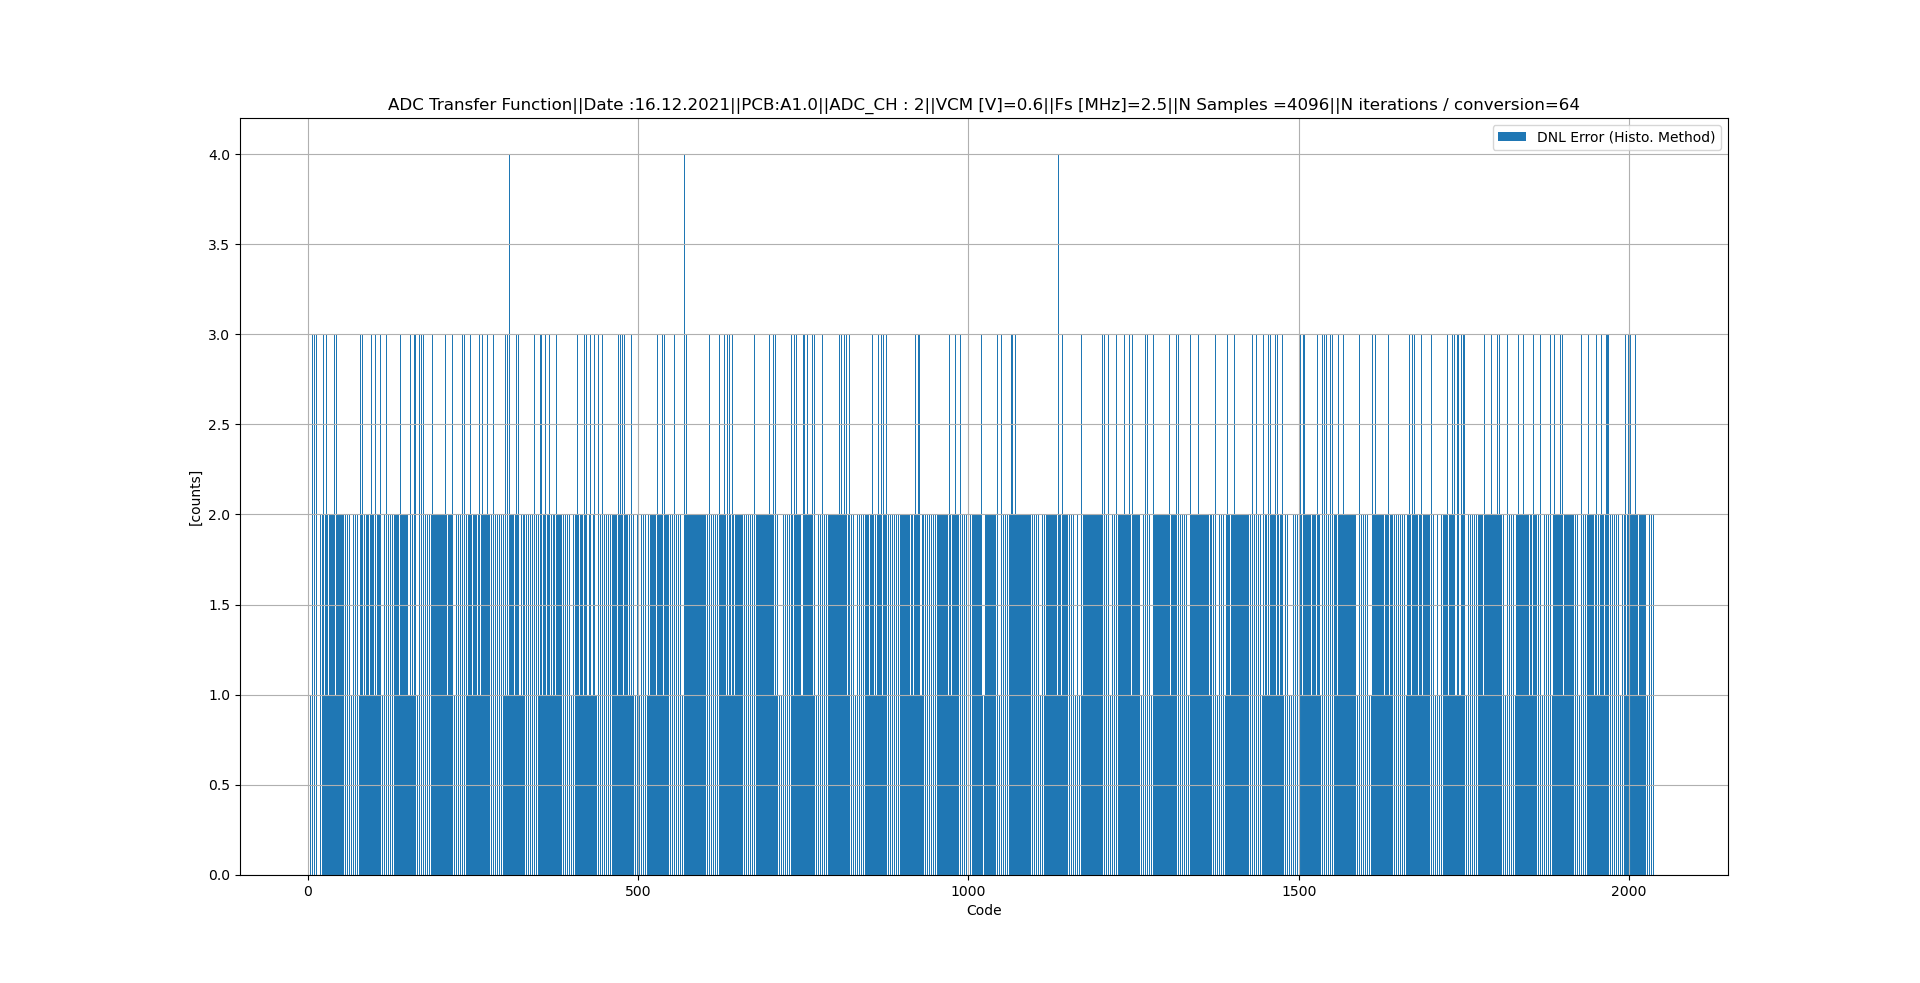 ADC Transfer Function||Date :16.12.2021||PCB:A1.0||ADC_CH : 2||VCM [V]=0.6||Fs [MHz]=2.5||N Samples =4096||N iterations / conversion=64
DNL Error (Histo. Method)
4.0
3.5
3.0
2.5
2.0
1.5
1.0
0.5
0.0
[counts]
0 500 1000 1500 2000
Code